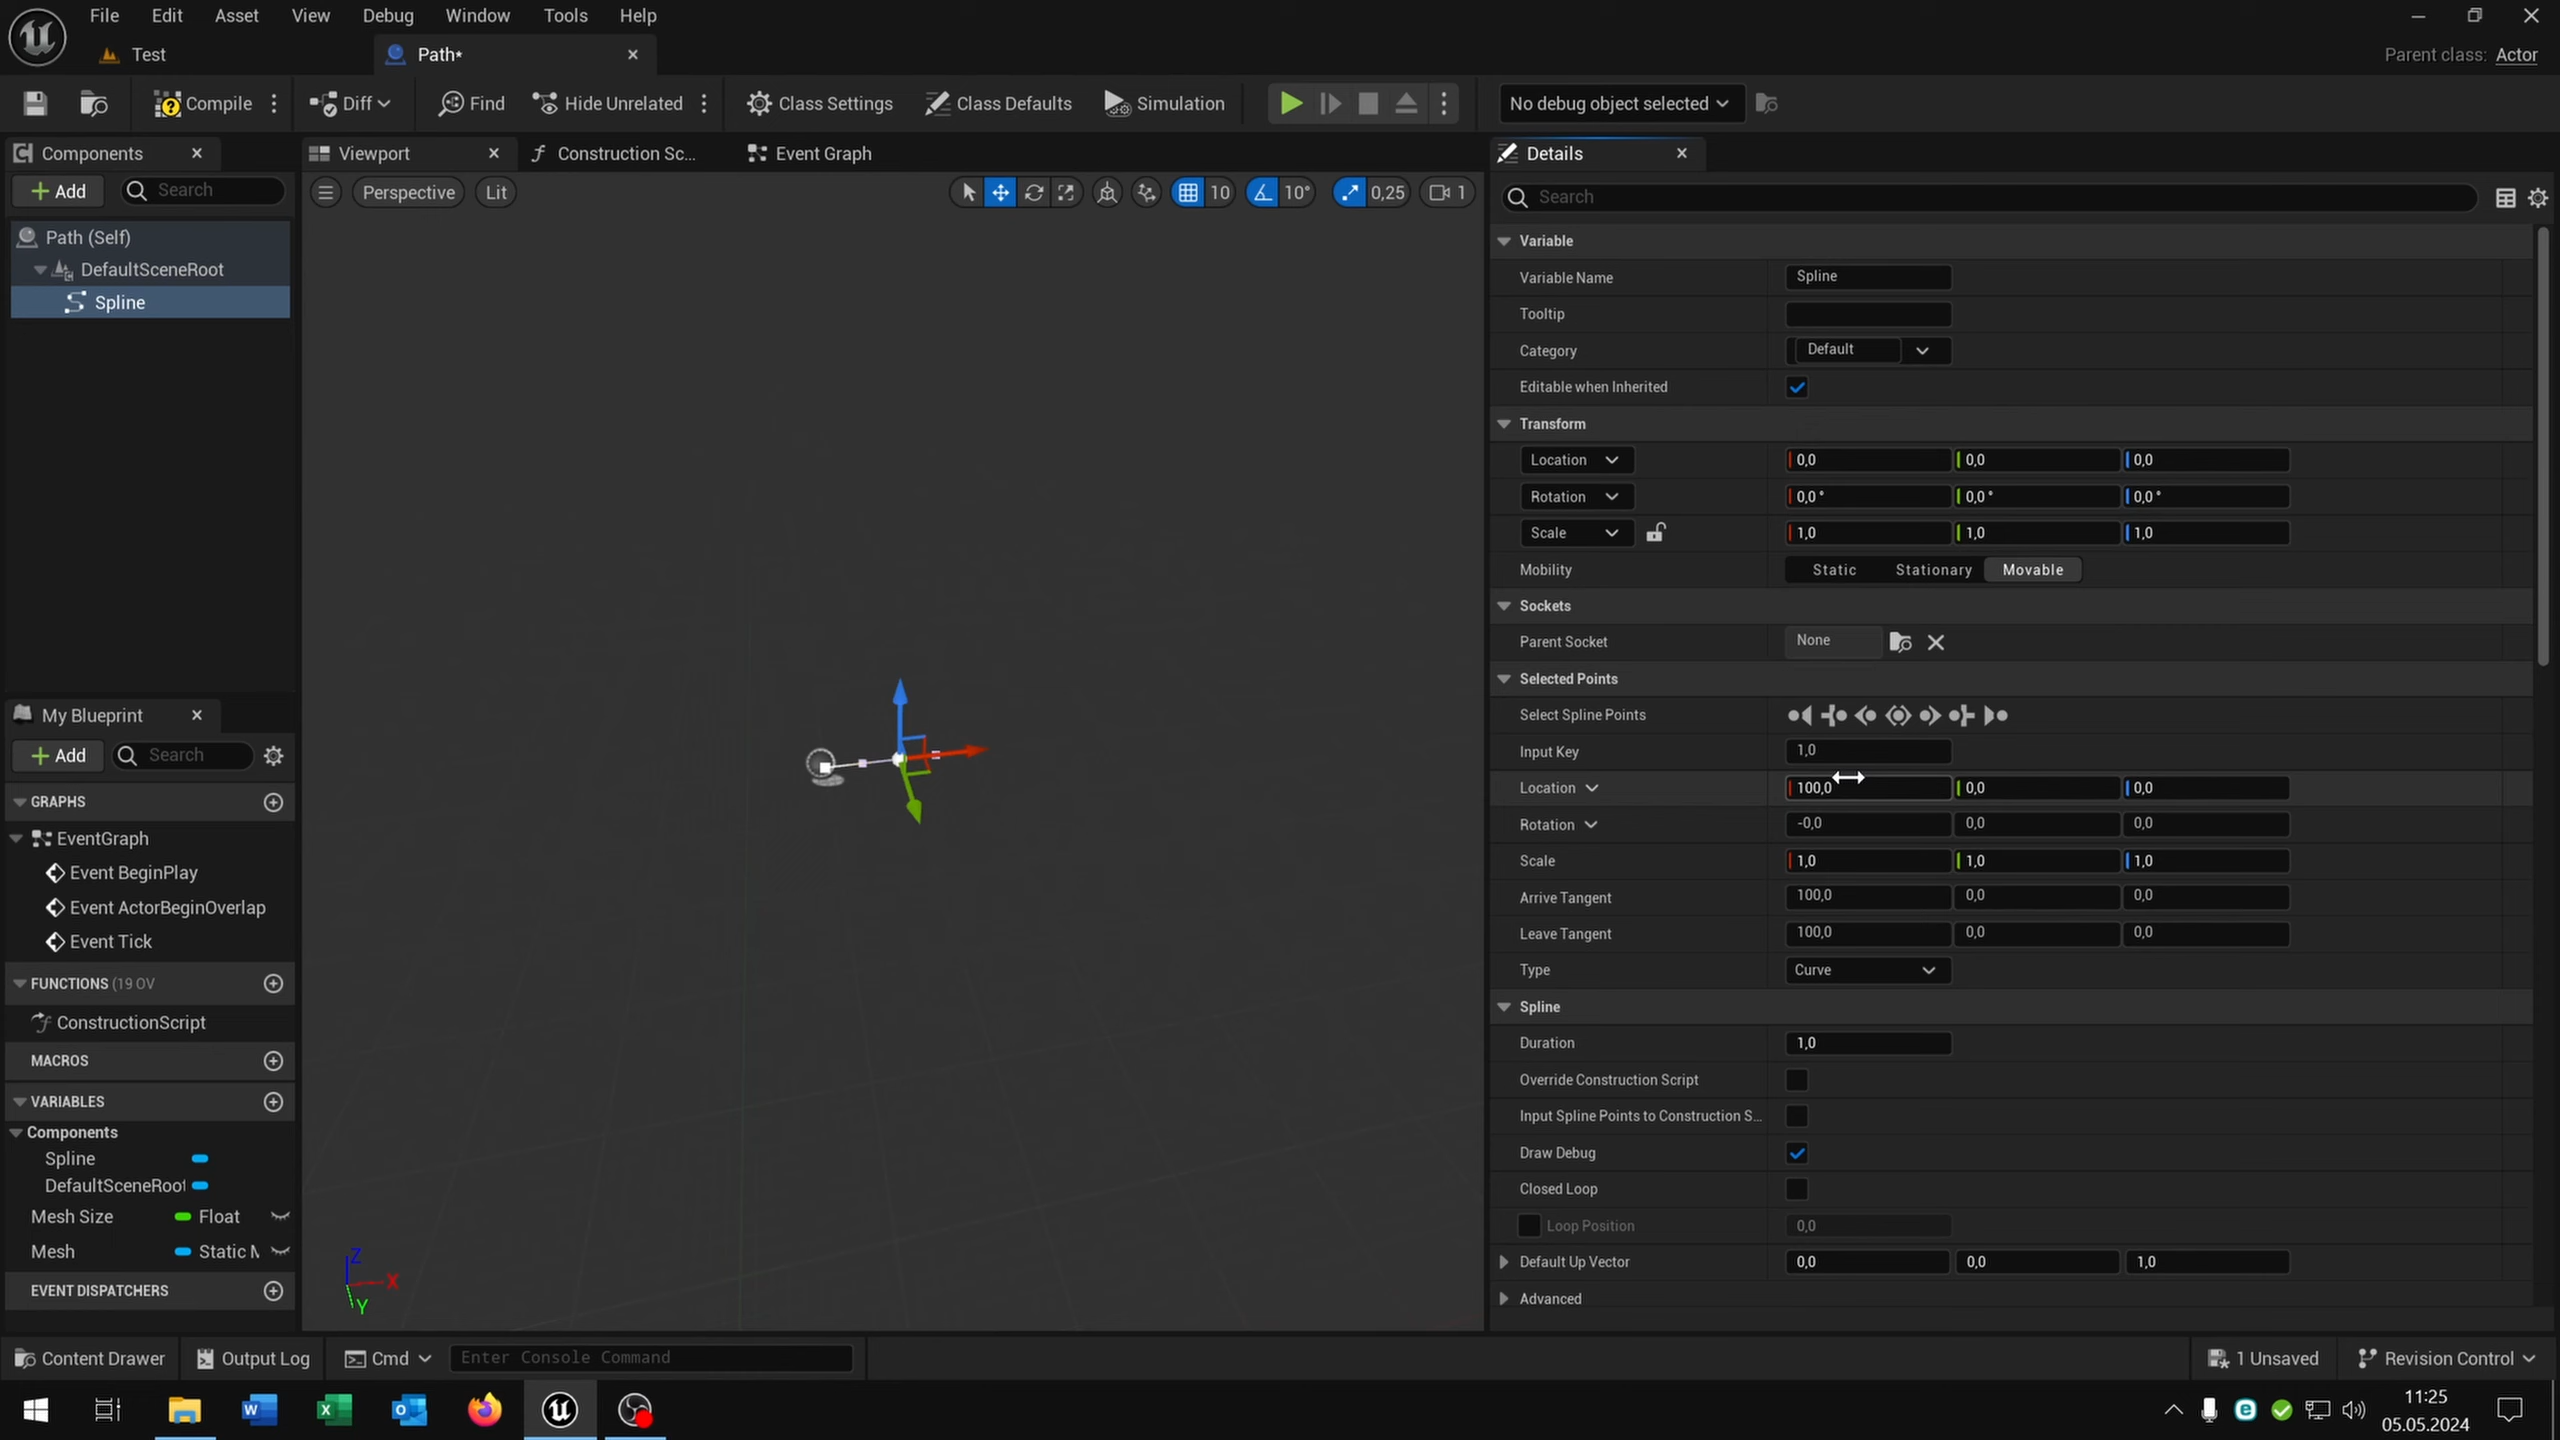 File Edit Asset View Debug Window Tools Help
Test
Path*
Parent class: Actor
Compile
Diff
Find
Hide Unrelated
Class Settings
Class Defaults
Simulation
No debug object selected
Components
Add
Search
Path (Self)
DefaultSceneRoot
Spline
Viewport
Construction Sc...
Event Graph
Perspective
Lit
10
10°
0,25
1
Z
X
Y
My Blueprint
Add
Search
GRAPHS
EventGraph
Event BeginPlay
Event ActorBeginOverlap
Event Tick
FUNCTIONS (19 OV
ConstructionScript
MACROS
VARIABLES
Components
Spline
DefaultSceneRoot
Mesh Size Float
Mesh Static M
EVENT DISPATCHERS
Details
Search
Variable
Variable Name Spline
Tooltip
Category Default
Editable when Inherited
Transform
Location 0,0 0,0 0,0
Rotation 0,0 ° 0,0 ° 0,0 °
Scale 1,0 1,0 1,0
Mobility Static Stationary Movable
Sockets
Parent Socket None
Selected Points
Select Spline Points
Input Key 1,0
Location 100,0 0,0 0,0
Rotation -0,0 0,0 0,0
Scale 1,0 1,0 1,0
Arrive Tangent 100,0 0,0 0,0
Leave Tangent 100,0 0,0 0,0
Type Curve
Spline
Duration 1,0
Override Construction Script
Input Spline Points to Construction S...
Draw Debug
Closed Loop
Loop Position 0,0
Default Up Vector 0,0 0,0 1,0
Advanced
Content Drawer
Output Log
Cmd
Enter Console Command
1 Unsaved
Revision Control
11:25
05.05.2024